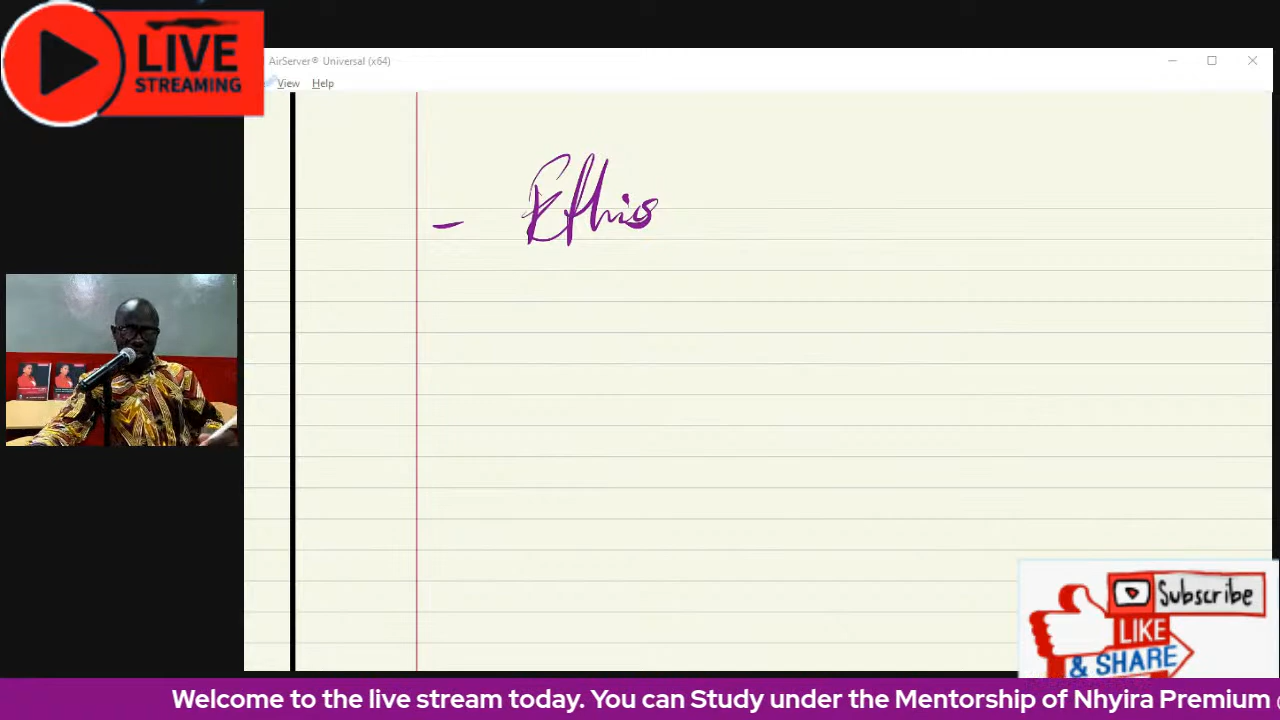 LIVE
STREAMING
AirServer® Universal (x64)
View Help
- Ethics
Subscribe
LIKE
& SHARE
Welcome to the live stream today. You can Study under the Mentorship of Nhyira Premium